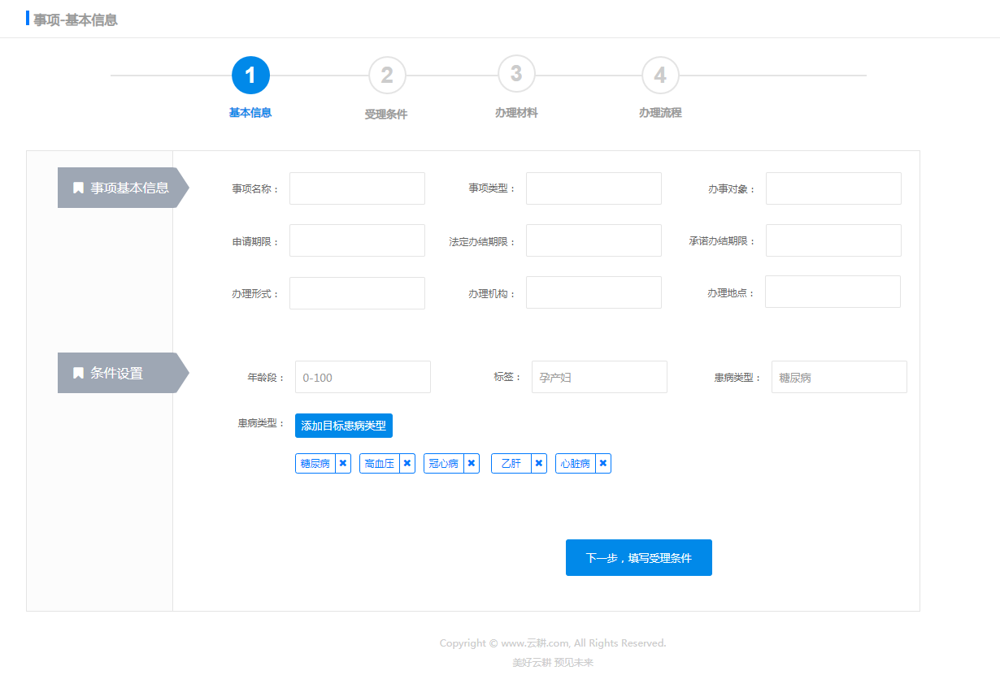 事项-基本信息
1 2 3 4
基本信息 受理条件 办理材料 办理流程
事项基本信息
事项名称： 事项类型： 办事对象：
申请期限： 法定办结期限： 承诺办结期限：
办理形式： 办理机构： 办理地点：
条件设置
年龄段： 0-100 标签： 孕产妇 患病类型： 糖尿病
患病类型： 添加目标患病类型
糖尿病 ✖ 高血压 ✖ 冠心病 ✖ 乙肝 ✖ 心脏病 ✖
下一步，填写受理条件
Copyright © www.云耕.com, All Rights Reserved.
美好云耕 预见未来